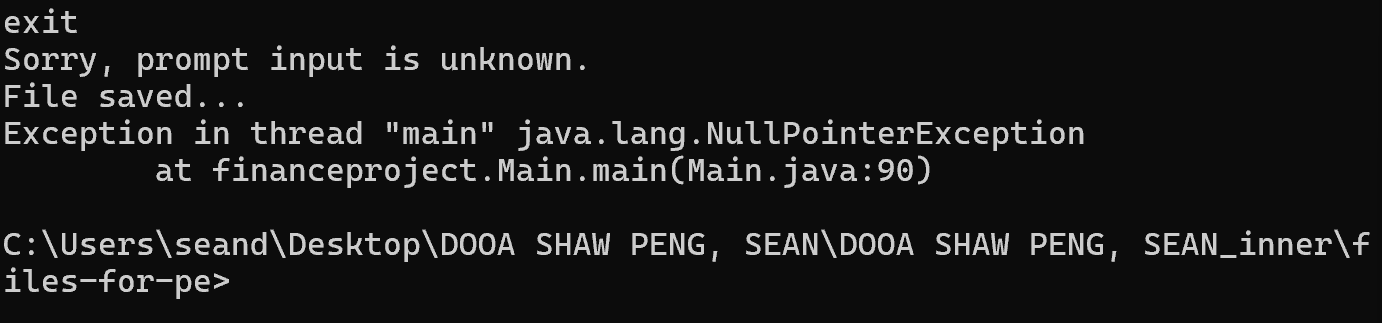 exit
Sorry, prompt input is unknown.
File saved...
Exception in thread "main" java.lang.NullPointerException
        at financeproject.Main.main(Main.java:90)
C:\Users\seand\Desktop\DOOA SHAW PENG, SEAN\DOOA SHAW PENG, SEAN_inner\f
iles-for-pe>